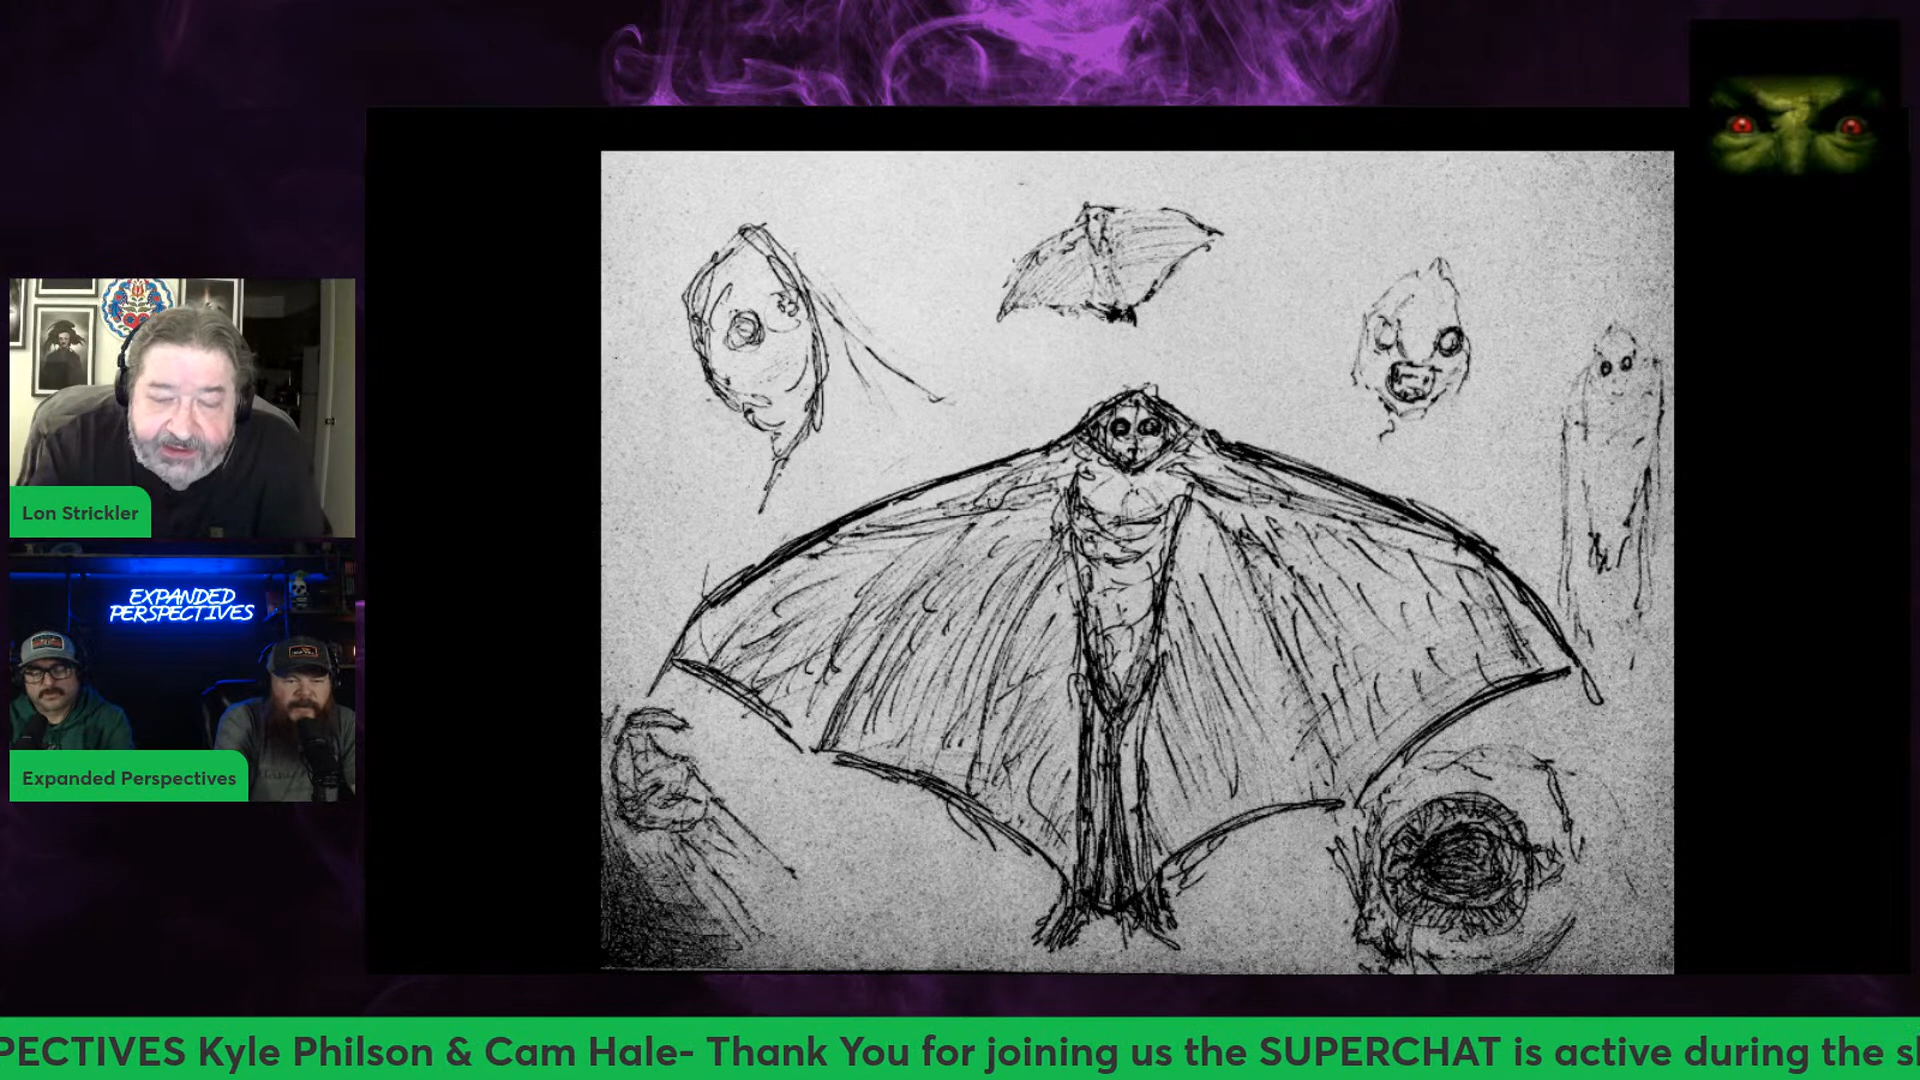 Lon Strickler
EXPANDED
PERSPECTIVES
Expanded Perspectives
PECTIVES Kyle Philson & Cam Hale- Thank You for joining us the SUPERCHAT is active during the s